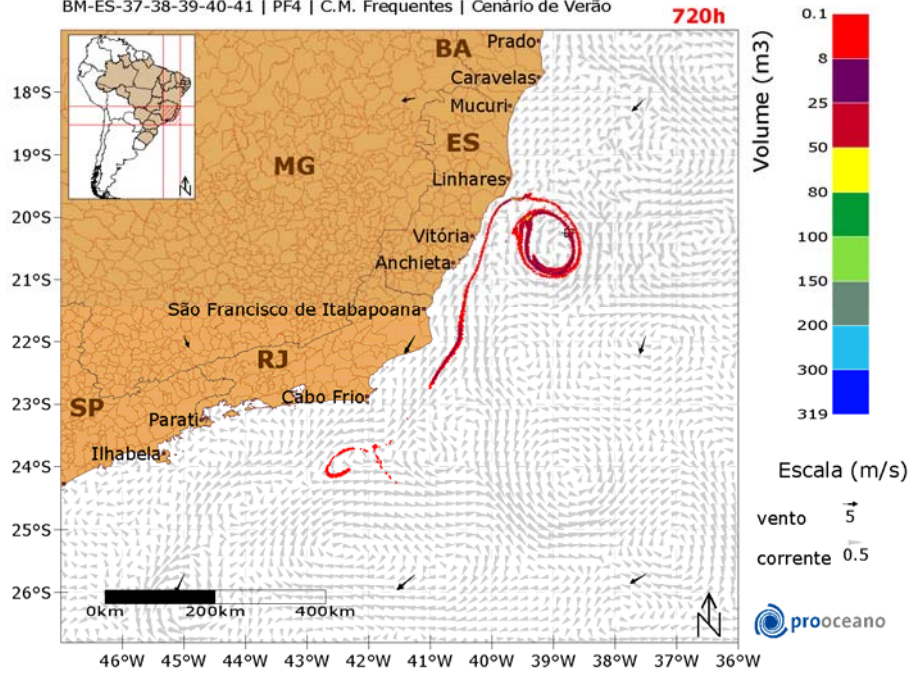 BM-ES-37-38-39-40-41 | PF4 | C.M. Frequentes | Cenário de Verão
720h
BA
Prado
Caravelas
Mucuri
ES
MG
Linhares
Vitória
Anchieta
São Francisco de Itabapoana
RJ
SP
Cabo Frio
Parati
Ilhabela
18°S
19°S
20°S
21°S
22°S
23°S
24°S
25°S
26°S
0km 200km 400km
N
N
46°W 45°W 44°W 43°W 42°W 41°W 40°W 39°W 38°W 37°W 36°W
Volume (m3)
0.1
8
25
50
80
100
150
200
300
319
Escala (m/s)
vento 5
corrente 0.5
prooceano